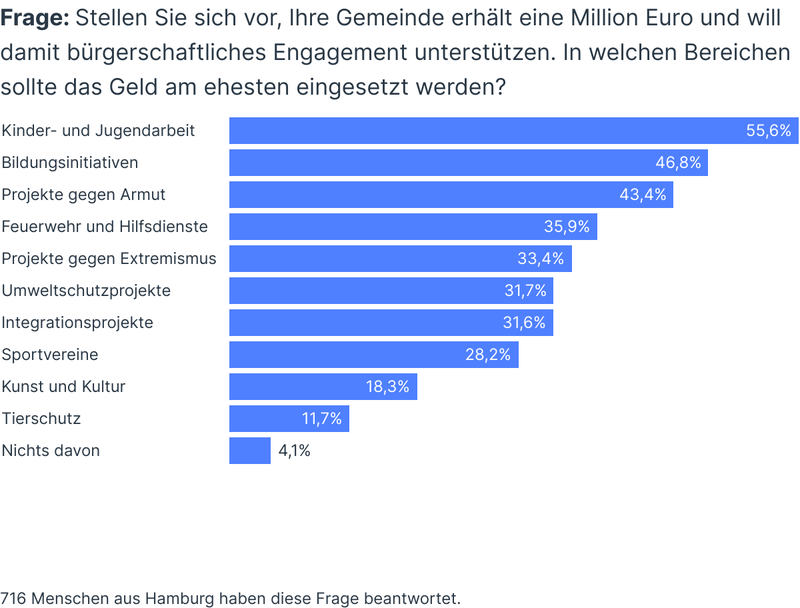 Frage: Stellen Sie sich vor, Ihre Gemeinde erhält eine Million Euro und will
damit bürgerschaftliches Engagement unterstützen. In welchen Bereichen
sollte das Geld am ehesten eingesetzt werden?
Kinder- und Jugendarbeit 55,6%
Bildungsinitiativen 46,8%
Projekte gegen Armut 43,4%
Feuerwehr und Hilfsdienste 35,9%
Projekte gegen Extremismus 33,4%
Umweltschutzprojekte 31,7%
Integrationsprojekte 31,6%
Sportvereine 28,2%
Kunst und Kultur 18,3%
Tierschutz 11,7%
Nichts davon 4,1%
716 Menschen aus Hamburg haben diese Frage beantwortet.